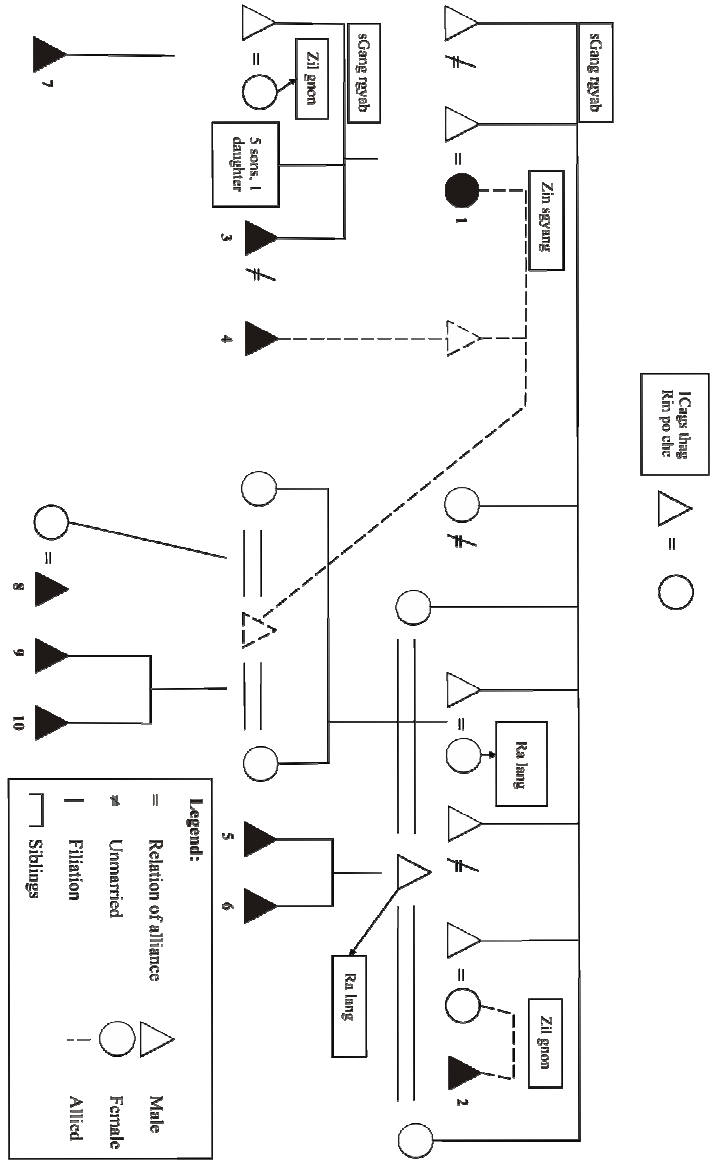 lCags thag
Rin po che
=
sGang rgyab
≠
=
1
Zin sgyang
≠
=
Ra lang
≠
=
Zil gnon
2
sGang rgyab
=
Zil gnon
5 sons, 1
daughter
3
≠
4
Ra lang
5
6
7
=
8
9
10
Legend:
= Relation of alliance
≠ Unmarried
| Filiation
Siblings
Male
Female
Allied